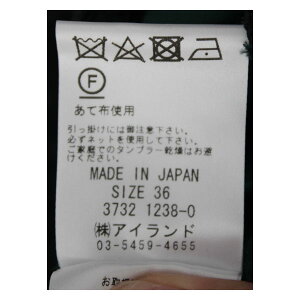 F
あて布使用
引っ掛けには御注意下さい。
必ずネットを使用して下さい。
ご家庭でのタンブラー乾燥はお避
けください。
MADE IN JAPAN
SIZE 36
3732 1238-0
(株)アイランド
03-5459-4655
お取扱